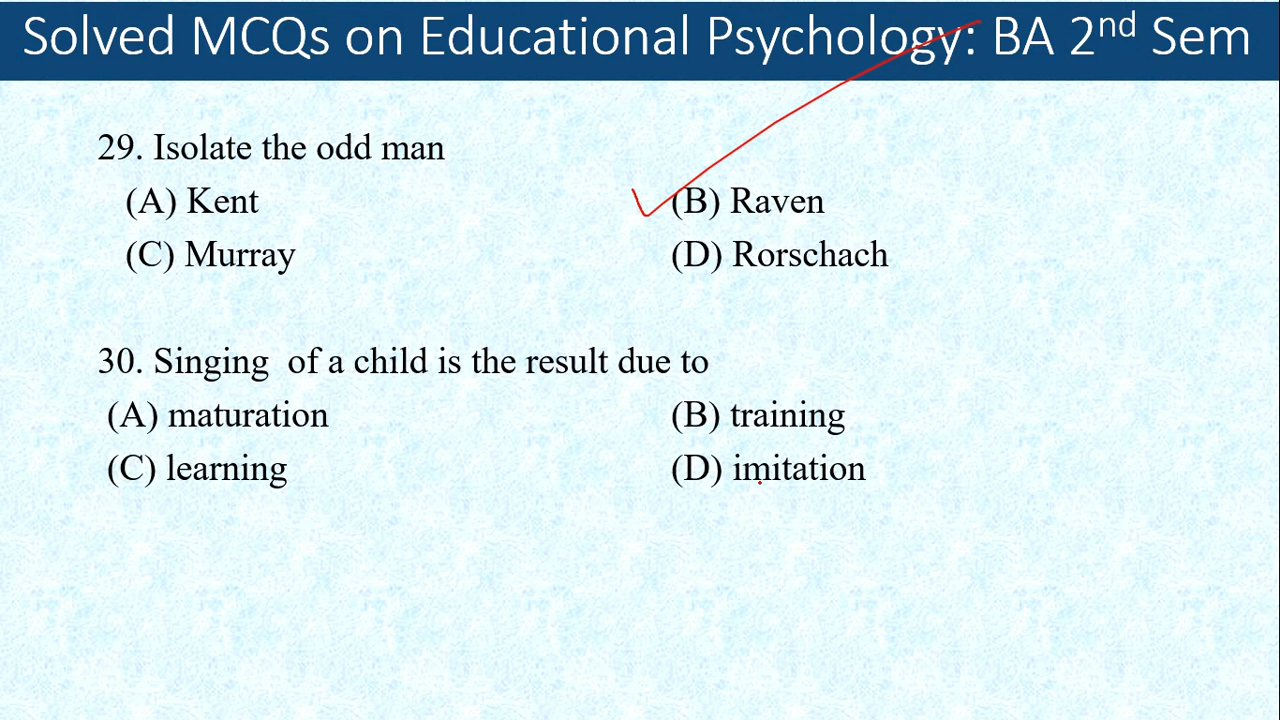 Solved MCQs on Educational Psychology: BA 2nd Sem
29. Isolate the odd man
(A) Kent (B) Raven
(C) Murray (D) Rorschach
30. Singing of a child is the result due to
(A) maturation (B) training
(C) learning (D) imitation